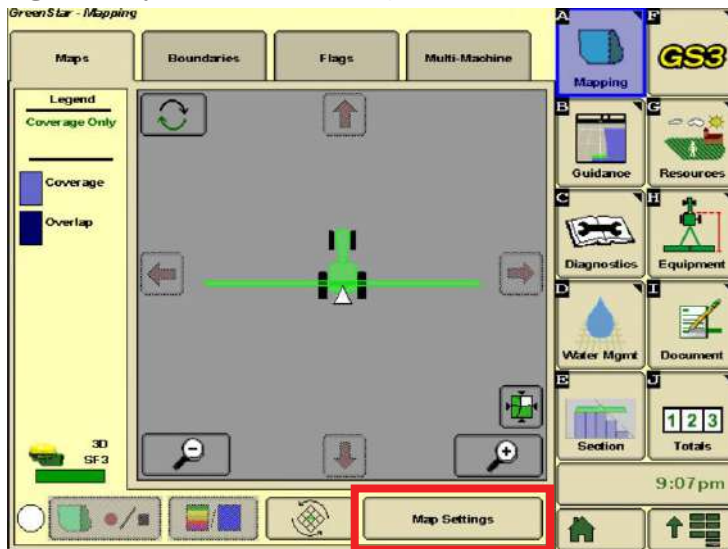 GreenStar - Mapping
Maps
Boundaries
Flags
Multi-Machine
Legend
Coverage Only
Coverage
Overlap
3D
SF3
Map Settings
A
Mapping
F
GS3
B
Guidance
G
Resources
C
Diagnostics
H
Equipment
D
Water Mgmt
I
Document
E
Section
J
1 2 3
Totals
9:07pm